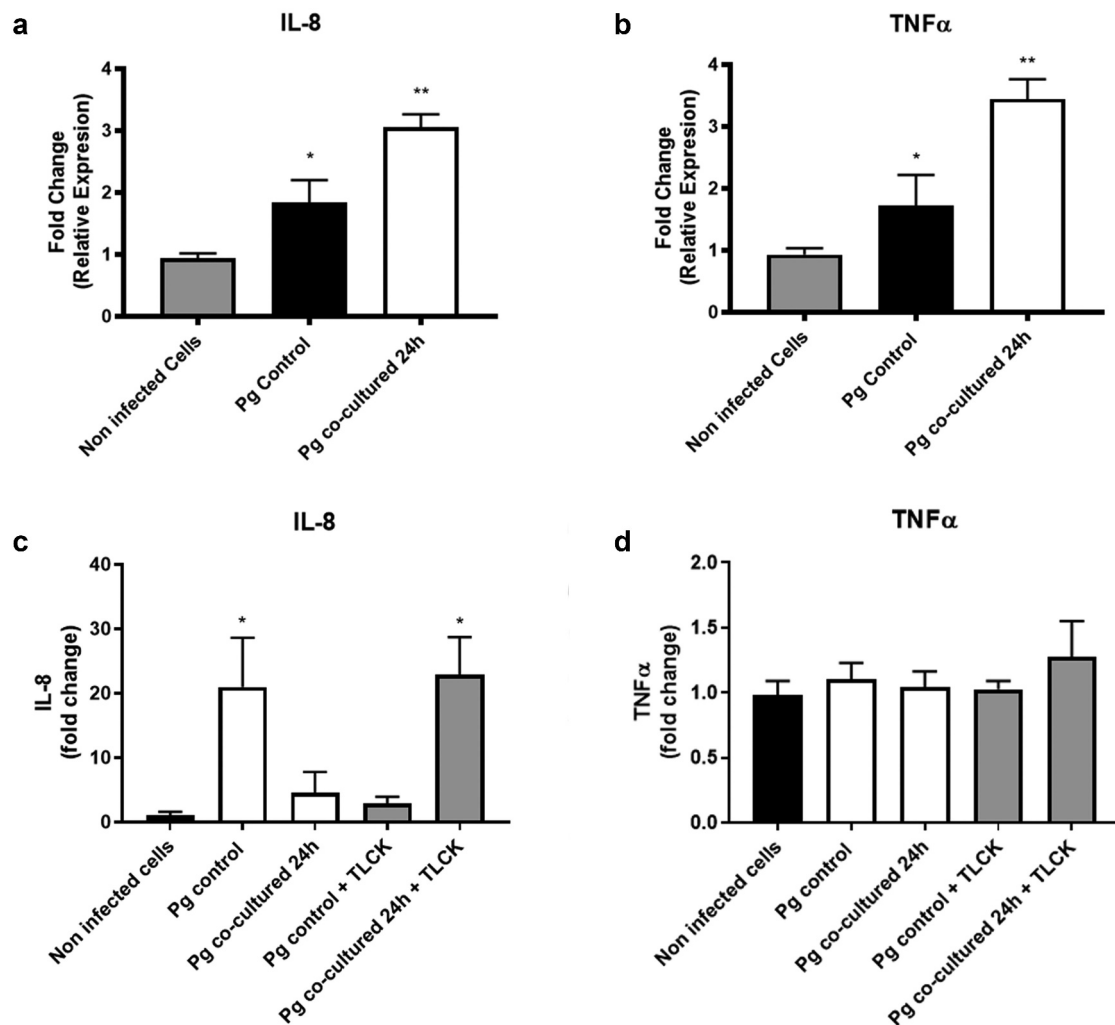 a
IL-8
Fold Change
(Relative Expresion)
4
3
2
1
0
*
**
Non infected Cells
Pg Control
Pg co-cultured 24h
b
TNFα
Fold Change
(Relative Expresion)
4
3
2
1
0
*
**
Non infected Cells
Pg Control
Pg co-cultured 24h
c
IL-8
IL-8
(fold change)
40
30
20
10
0
*
*
Non infected cells
Pg control
Pg co-cultured 24h
Pg control + TLCK
Pg co-cultured 24h + TLCK
d
TNFα
TNFα
(fold change)
2.0
1.5
1.0
0.5
0.0
Non infected cells
Pg control
Pg co-cultured 24h
Pg control + TLCK
Pg co-cultured 24h + TLCK